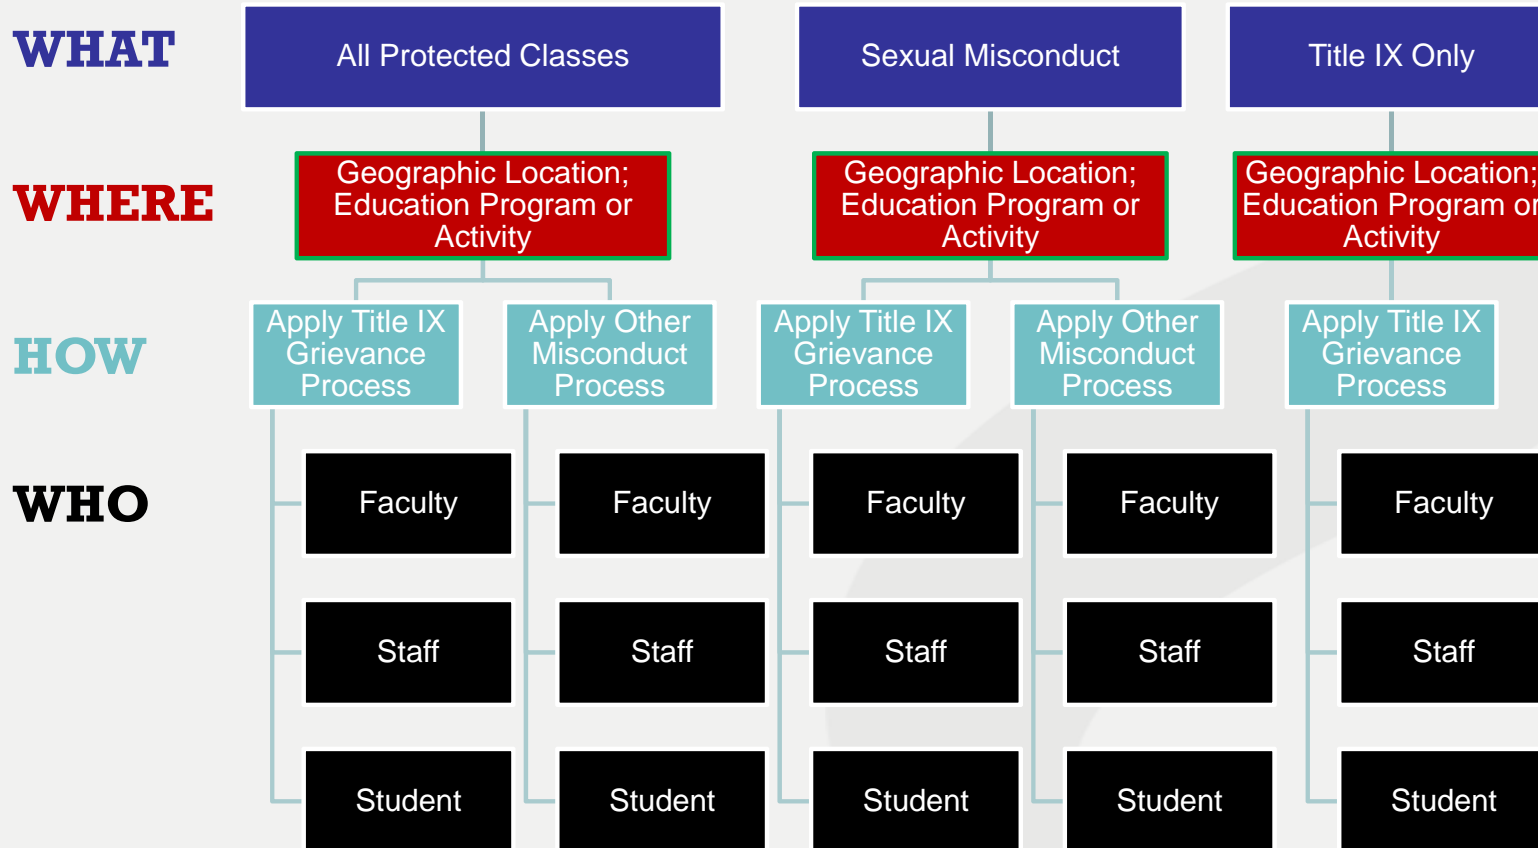 WHAT
All Protected Classes
Sexual Misconduct
Title IX Only
WHERE
Geographic Location;
Education Program or
Activity
Geographic Location;
Education Program or
Activity
Geographic Location;
Education Program or
Activity
HOW
Apply Title IX
Grievance
Process
Apply Other
Misconduct
Process
Apply Title IX
Grievance
Process
Apply Other
Misconduct
Process
Apply Title IX
Grievance
Process
WHO
Faculty
Faculty
Faculty
Faculty
Faculty
Staff
Staff
Staff
Staff
Staff
Student
Student
Student
Student
Student